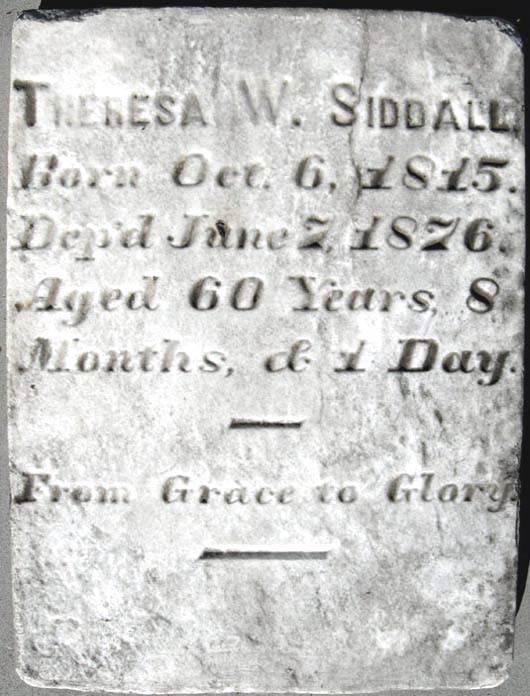 THERESA W. SIDDALL.
Born Oct. 6, 1815.
Dep'd June 7, 1876.
Aged 60 Years, 8
Months, & 1 Day.
From Grace to Glory.